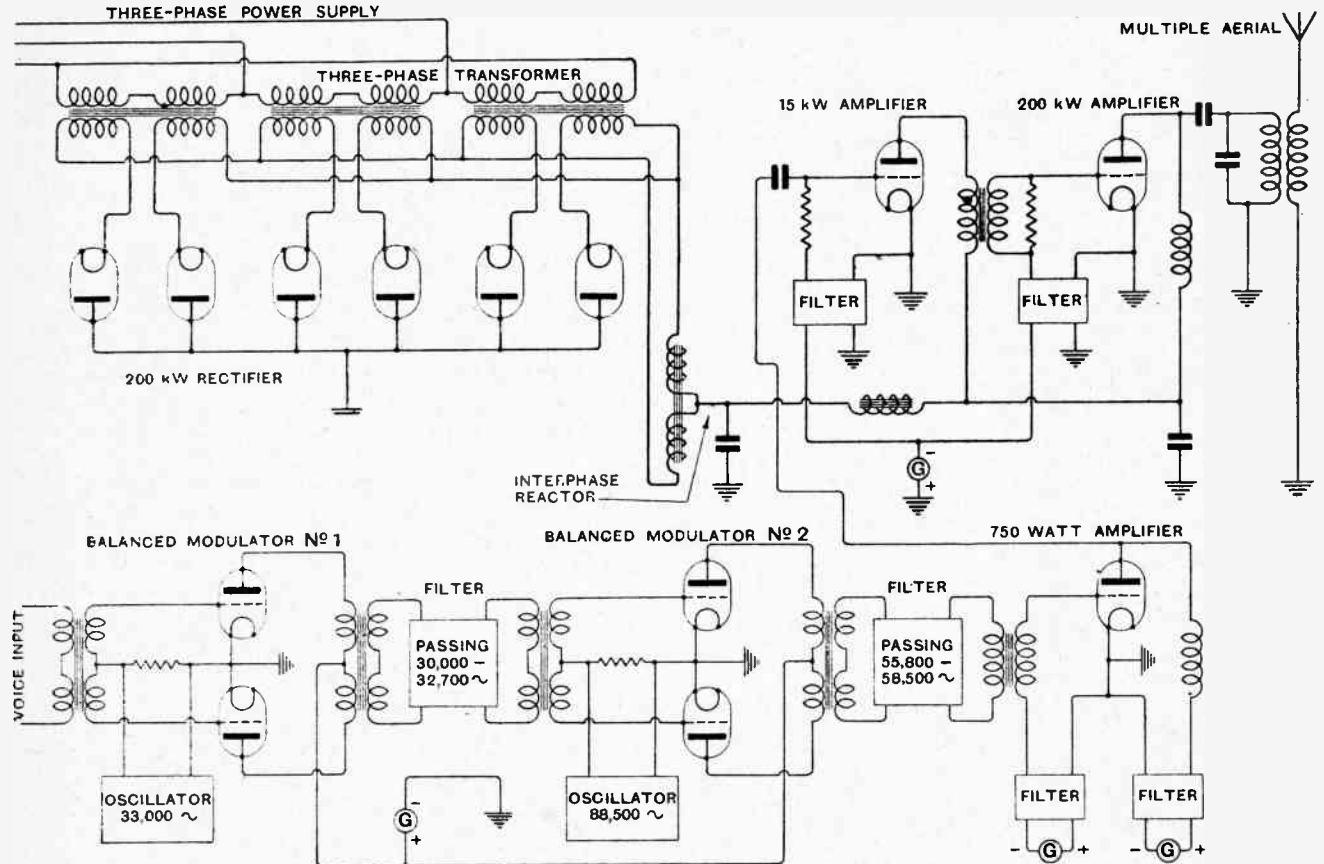 THREE-PHASE POWER SUPPLY
MULTIPLE AERIAL
THREE-PHASE TRANSFORMER
15 kW AMPLIFIER
200 kW AMPLIFIER
FILTER
FILTER
200 kW RECTIFIER
INTERPHASE
REACTOR
-
G
+
BALANCED MODULATOR Nº 1
BALANCED MODULATOR Nº 2
750 WATT AMPLIFIER
VOICE INPUT
FILTER
PASSING
30,000 –
32,700 ~
FILTER
PASSING
55,800 –
58,500 ~
OSCILLATOR
33,000 ~
-
G
+
OSCILLATOR
88,500 ~
FILTER
FILTER
- G +
- G +